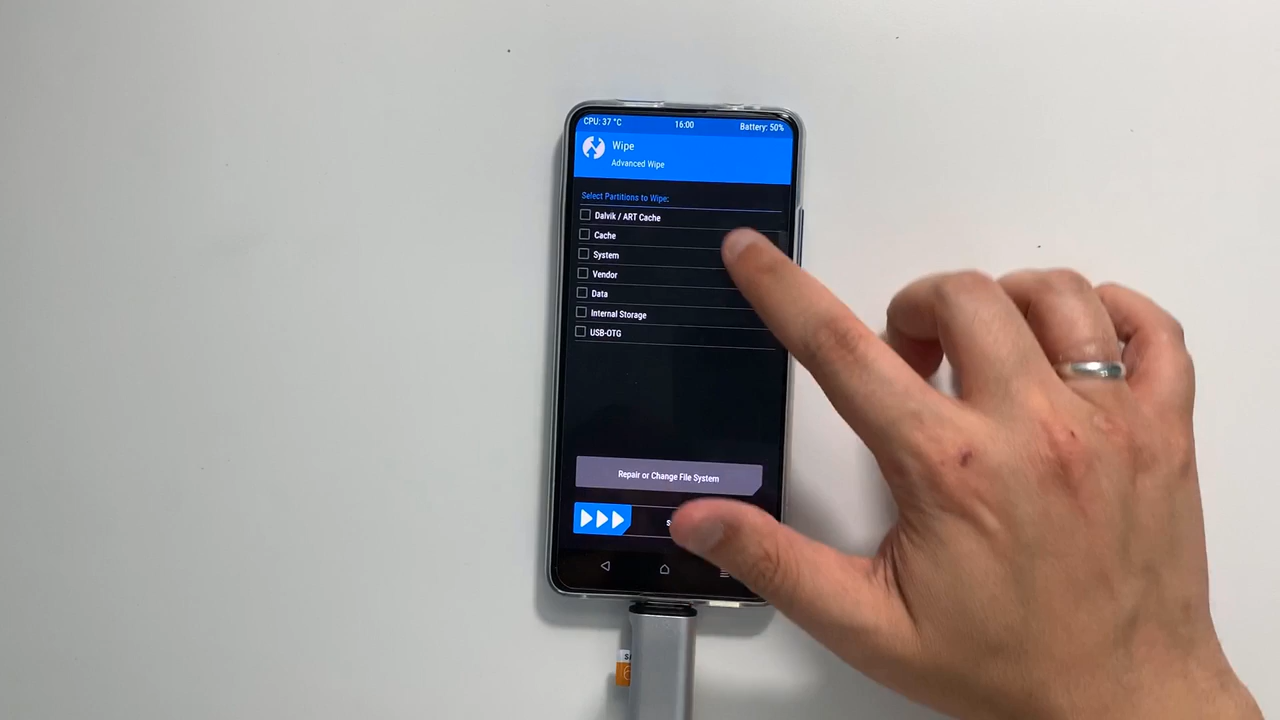 CPU: 37 °C 16:00 Battery: 50%
Wipe
Advanced Wipe
Select Partitions to Wipe:
Dalvik / ART Cache
Cache
System
Vendor
Data
Internal Storage
USB-OTG
Repair or Change File System